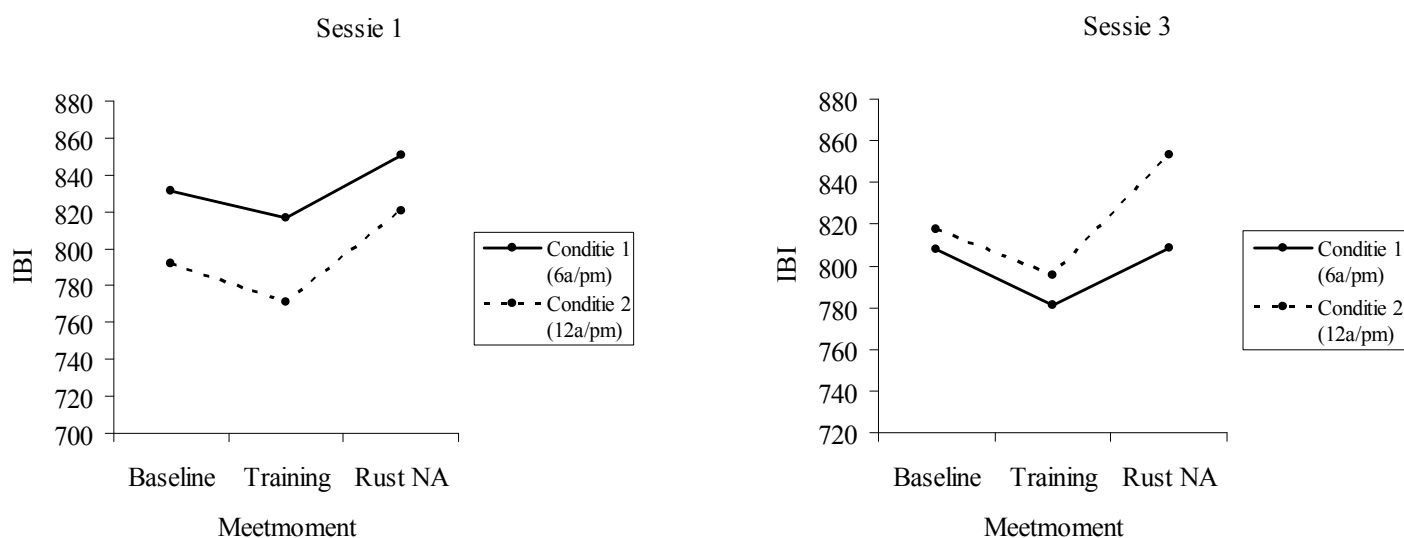 Sessie 1
880
860
840
820
800
780
760
740
720
700
IBI
Baseline Training Rust NA
Meetmoment
Conditie 1
(6a/pm)
Conditie 2
(12a/pm)
Sessie 3
880
860
840
820
800
780
760
740
720
IBI
Baseline Training Rust NA
Meetmoment
Conditie 1
(6a/pm)
Conditie 2
(12a/pm)